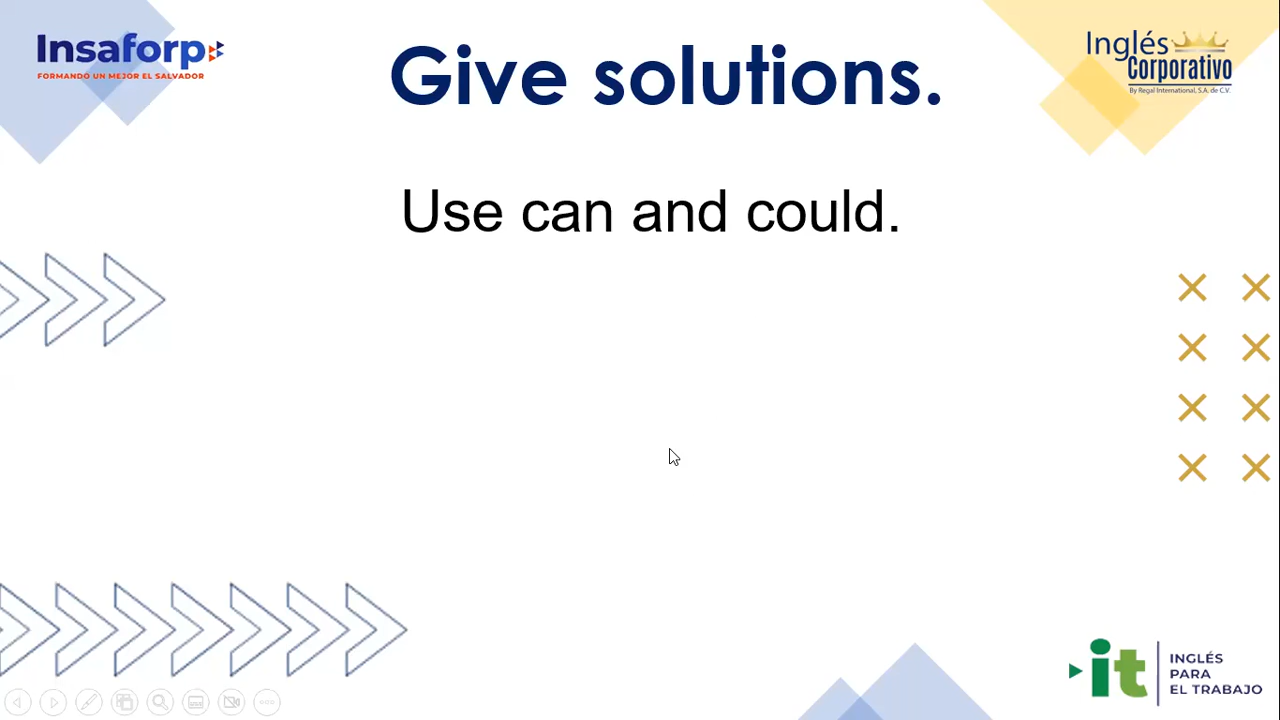 Insaforp
FORMANDO UN MEJOR EL SALVADOR
Give solutions.
Inglés
Corporativo
By Regal International, S.A. de C.V.
Use can and could.
it
INGLÉS
PARA
EL TRABAJO